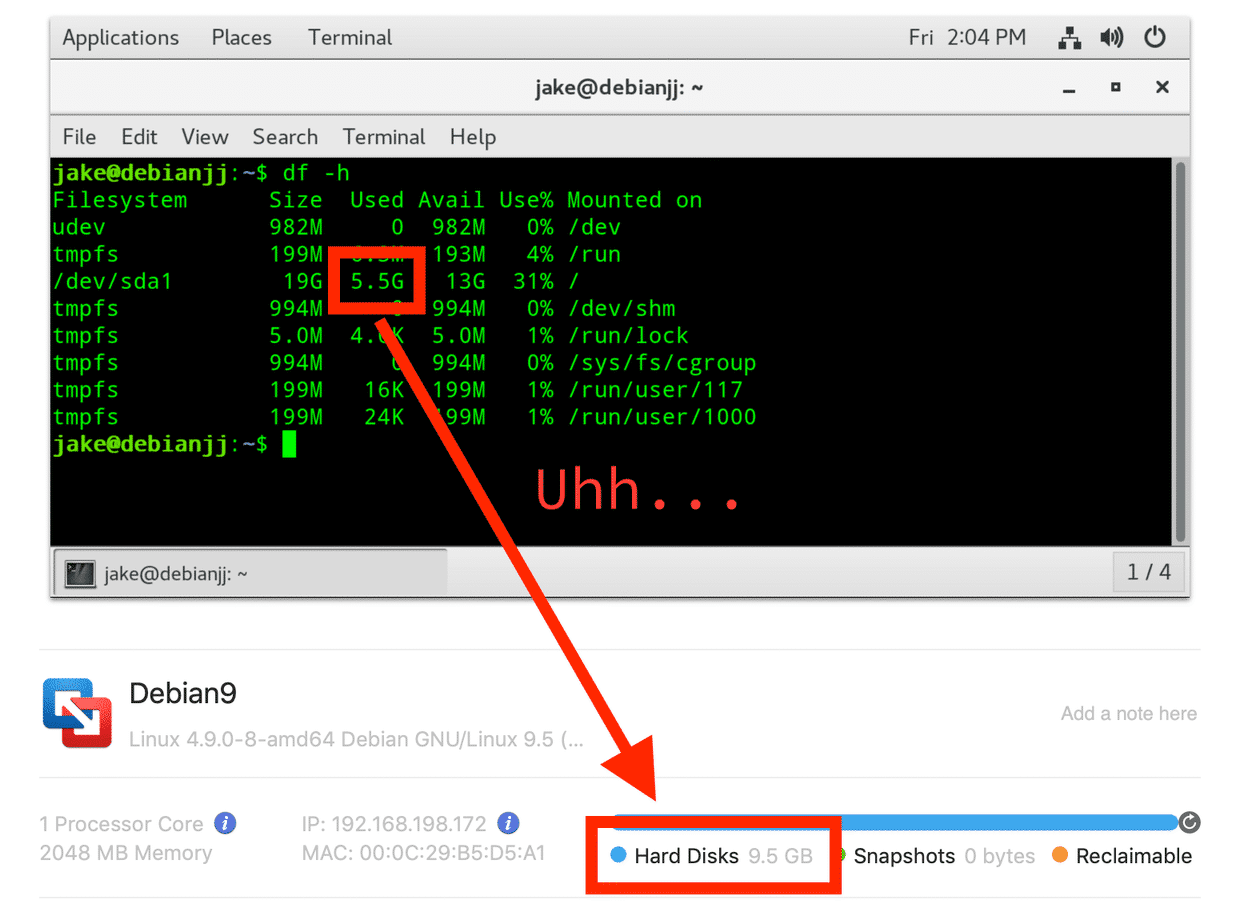 Applications Places Terminal Fri 2:04 PM
jake@debianjj: ~
File Edit View Search Terminal Help
jake@debianjj:~$ df -h
Filesystem Size Used Avail Use% Mounted on
udev 982M 0 982M 0% /dev
tmpfs 199M 193M 4% /run
/dev/sda1 19G 5.5G 13G 31% /
tmpfs 994M 0 994M 0% /dev/shm
tmpfs 5.0M 4.0K 5.0M 1% /run/lock
tmpfs 994M 0 994M 0% /sys/fs/cgroup
tmpfs 199M 16K 199M 1% /run/user/117
tmpfs 199M 24K 199M 1% /run/user/1000
jake@debianjj:~$
Uhh...
jake@debianjj: ~ 1 / 4
Debian9
Add a note here
Linux 4.9.0-8-amd64 Debian GNU/Linux 9.5 (...
1 Processor Core IP: 192.168.198.172
2048 MB Memory MAC: 00:0C:29:B5:D5:A1
Hard Disks 9.5 GB Snapshots 0 bytes Reclaimable